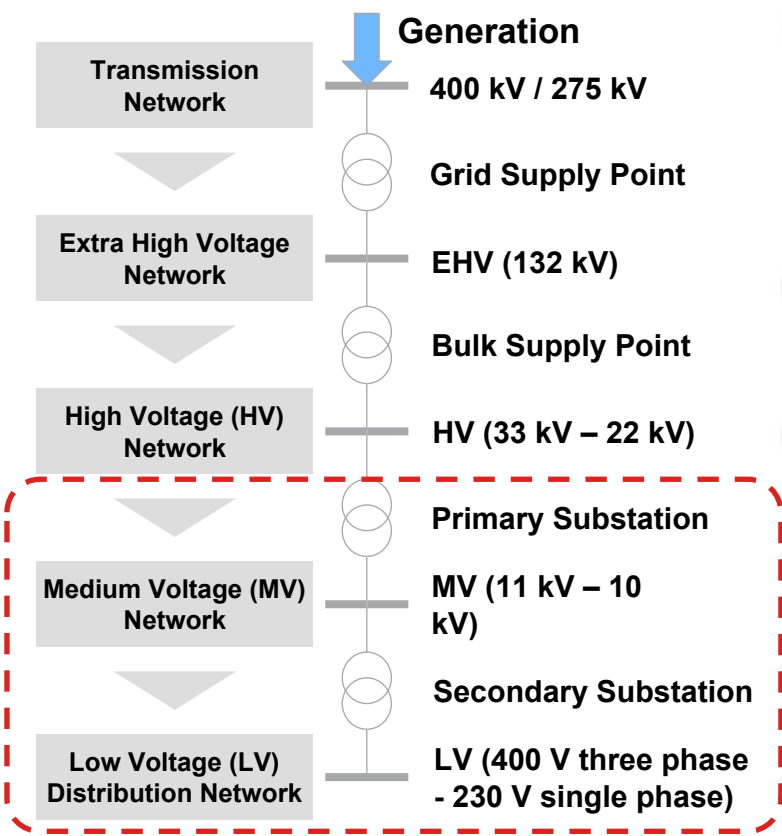 Generation
Transmission
Network
400 kV / 275 kV
Grid Supply Point
Extra High Voltage
Network
EHV (132 kV)
Bulk Supply Point
High Voltage (HV)
Network
HV (33 kV – 22 kV)
Primary Substation
Medium Voltage (MV)
Network
MV (11 kV – 10
kV)
Secondary Substation
Low Voltage (LV)
Distribution Network
LV (400 V three phase
- 230 V single phase)